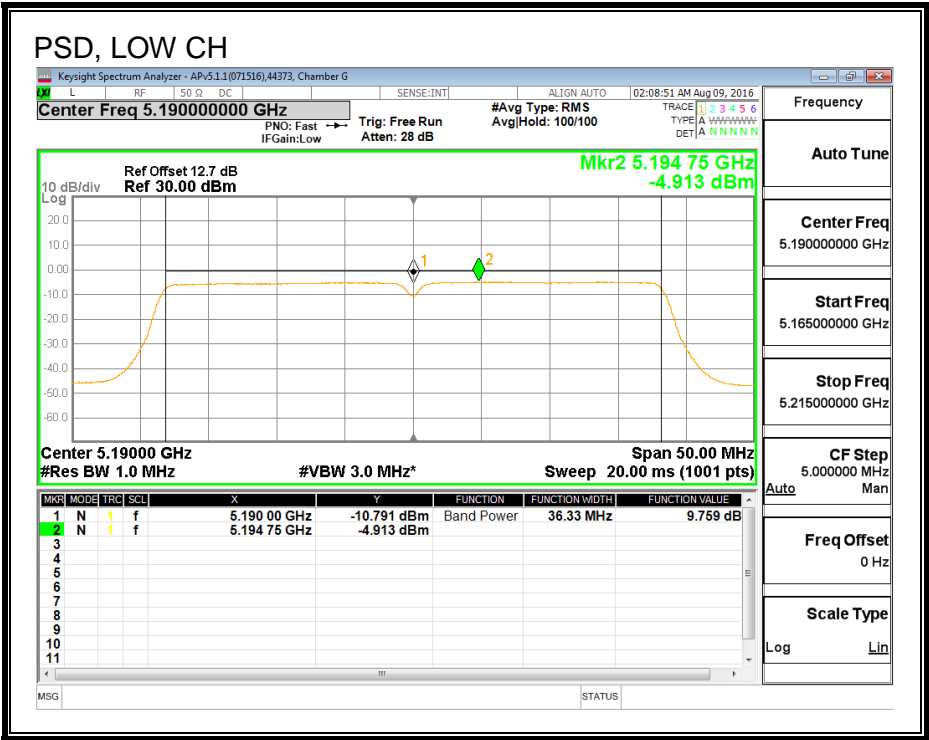 PSD, LOW CH
Keysight Spectrum Analyzer - APv5.1.1(071516),44373, Chamber G
LXI L RF 50 Ω DC SENSE:INT ALIGN AUTO 02:08:51 AM Aug 09, 2016
Center Freq 5.190000000 GHz
PNO: Fast
IFGain:Low
Trig: Free Run
Atten: 28 dB
#Avg Type: RMS
Avg|Hold: 100/100
TRACE 1 2 3 4 5 6
TYPE A WWWWW
DET A N N N N N
Mkr2 5.194 75 GHz
-4.913 dBm
Ref Offset 12.7 dB
10 dB/div Ref 30.00 dBm
Log
20.0
10.0
0.00
-10.0
-20.0
-30.0
-40.0
-50.0
-60.0
1
2
Center 5.19000 GHz Span 50.00 MHz
#Res BW 1.0 MHz #VBW 3.0 MHz* Sweep 20.00 ms (1001 pts)
MKR MODE TRC SCL X Y FUNCTION FUNCTION WIDTH FUNCTION VALUE
1 N 1 f 5.190 00 GHz -10.791 dBm Band Power 36.33 MHz 9.759 dB
2 N 1 f 5.194 75 GHz -4.913 dBm
3
4
5
6
7
8
9
10
11
MSG STATUS
Frequency
Auto Tune
Center Freq
5.190000000 GHz
Start Freq
5.165000000 GHz
Stop Freq
5.215000000 GHz
CF Step
5.000000 MHz
Auto Man
Freq Offset
0 Hz
Scale Type
Log Lin